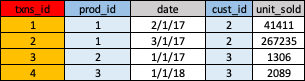 txns_id prod_id date cust_id unit_sold
1 1 2/1/17 2 41411
2 1 3/1/17 2 267235
3 2 1/1/17 3 1306
4 3 1/1/18 3 2089